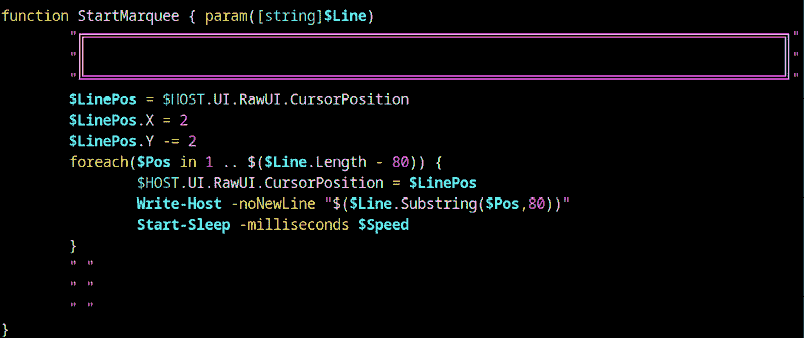 function StartMarquee { param([string]$Line)
"╔════════════════════════════════════════════════════════════════════════════════════╗"
"║                                                                                    ║"
"╚════════════════════════════════════════════════════════════════════════════════════╝"
$LinePos = $HOST.UI.RawUI.CursorPosition
$LinePos.X = 2
$LinePos.Y -= 2
foreach($Pos in 1 .. $($Line.Length - 80)) {
$HOST.UI.RawUI.CursorPosition = $LinePos
Write-Host -noNewLine "$($Line.Substring($Pos,80))"
Start-Sleep -milliseconds $Speed
}
" "
" "
" "
}